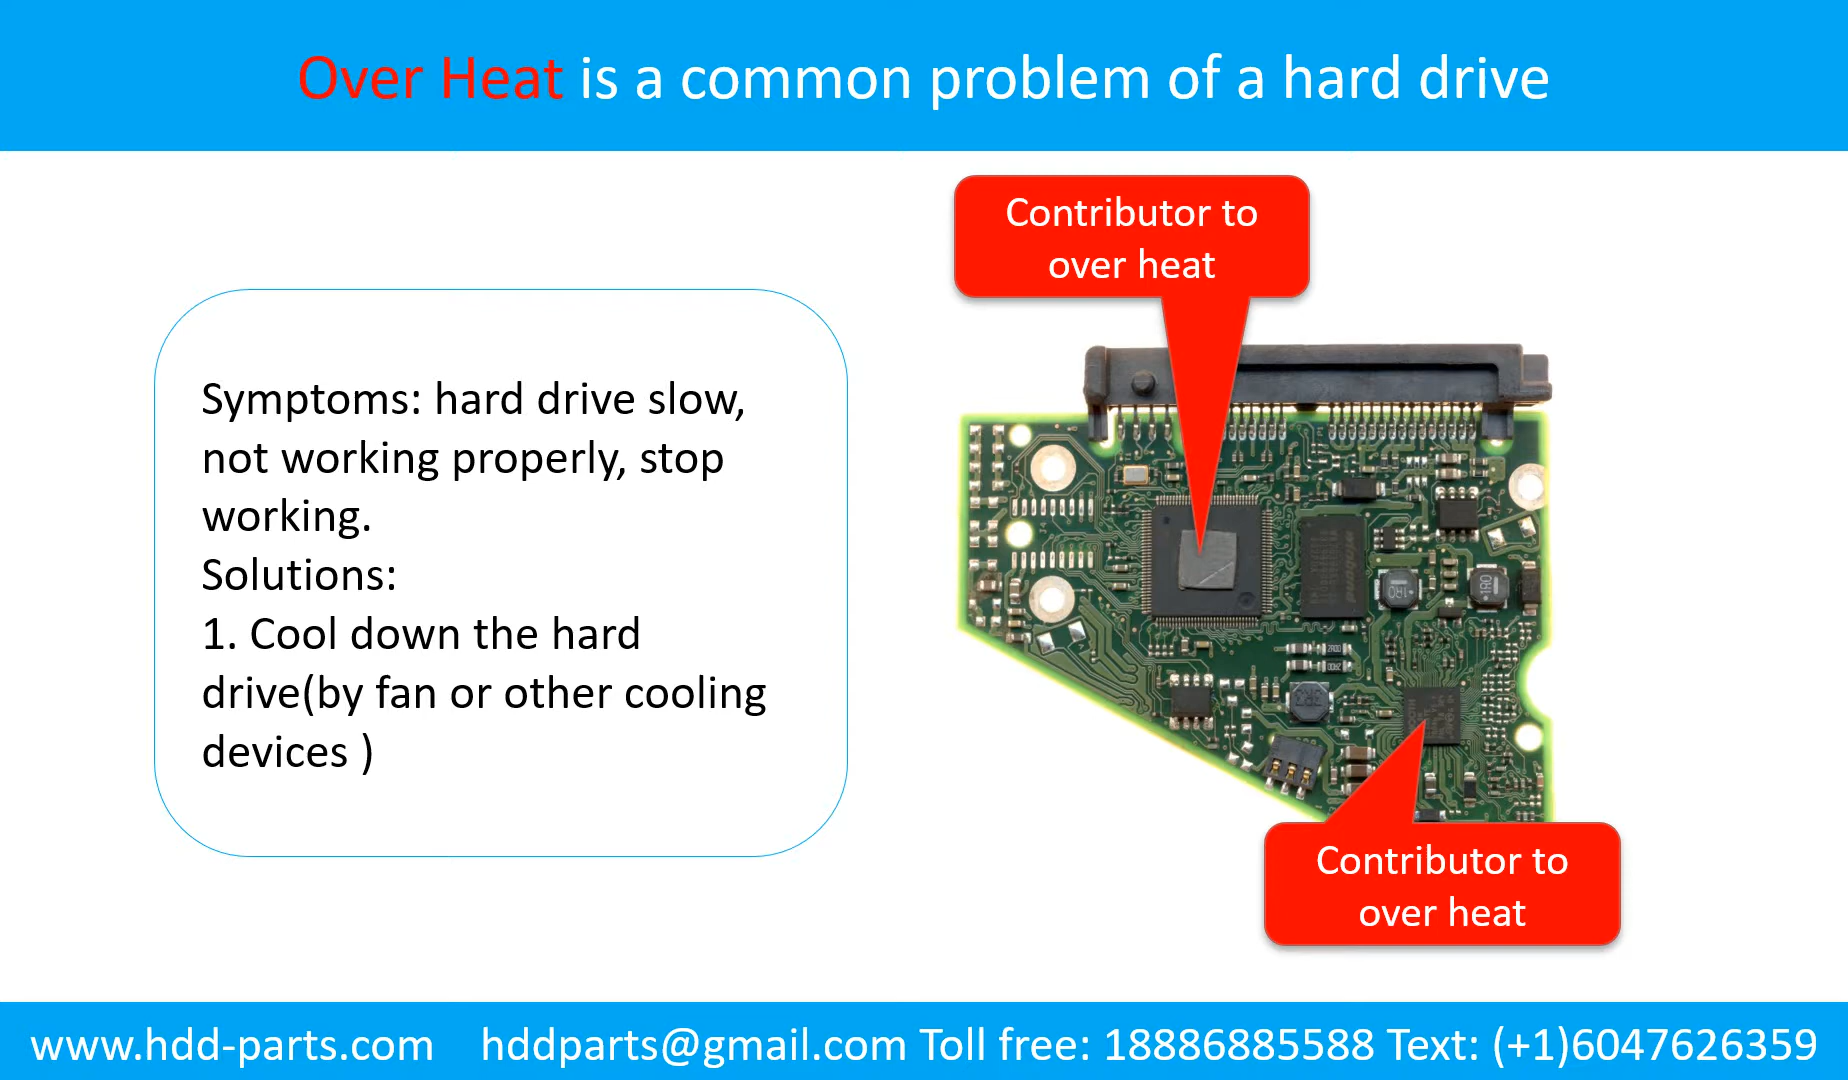 Over Heat is a common problem of a hard drive
Contributor to
over heat
Symptoms: hard drive slow,
not working properly, stop
working.
Solutions:
1. Cool down the hard
drive(by fan or other cooling
devices )
1R0
1R0
Contributor to
over heat
www.hdd-parts.com hddparts@gmail.com Toll free: 18886885588 Text: (+1)6047626359